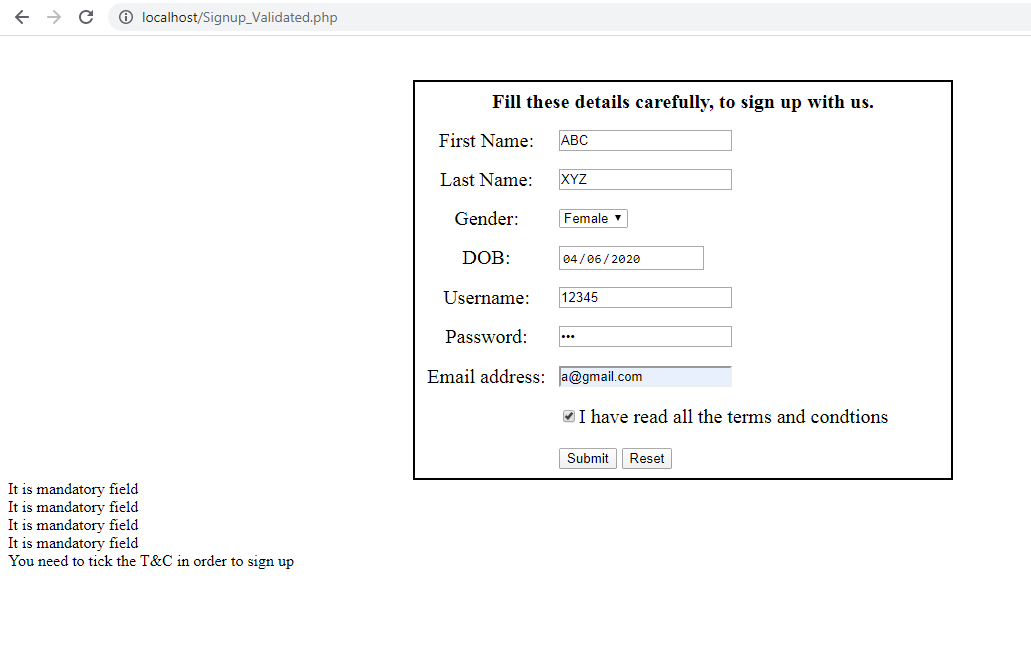 localhost/Signup_Validated.php
Fill these details carefully, to sign up with us.
First Name: ABC
Last Name: XYZ
Gender: Female
DOB: 04/06/2020
Username: 12345
Password: •••
Email address: a@gmail.com
I have read all the terms and condtions
Submit Reset
It is mandatory field
It is mandatory field
It is mandatory field
It is mandatory field
You need to tick the T&C in order to sign up